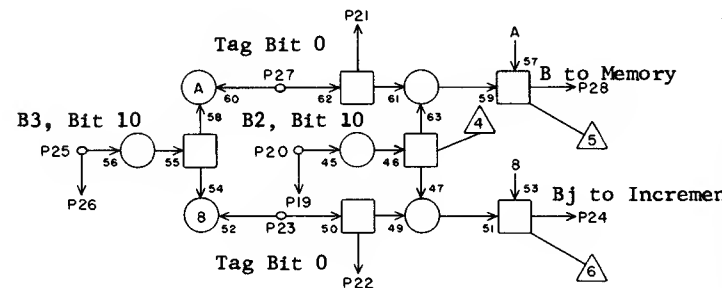 P21
Tag Bit 0
A
57
A
P27
B to Memory
60
62
61
59
P28
58
63
B3, Bit 10
B2, Bit 10
4
5
P25
P20
56
55
45
46
54
47
8
53
P26
P19
Bj to Incremen
8
P23
P24
52
50
49
51
Tag Bit 0
P22
6